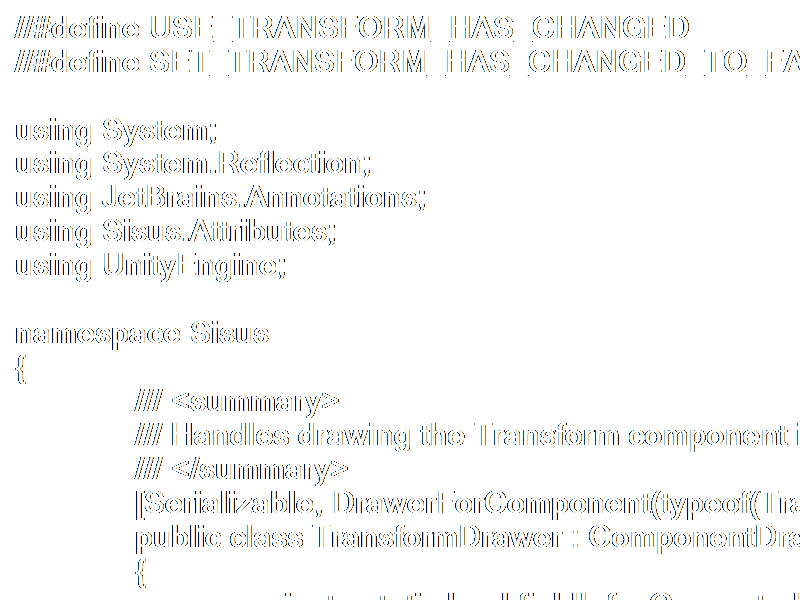 //#define USE_TRANSFORM_HAS_CHANGED
//#define SET_TRANSFORM_HAS_CHANGED_TO_FA
using System;
using System.Reflection;
using JetBrains.Annotations;
using Sisus.Attributes;
using UnityEngine;
namespace Sisus
{
/// <summary>
/// Handles drawing the Transform component i
/// </summary>
[Serializable, DrawerForComponent(typeof(Tra
public class TransformDrawer : ComponentDra
{